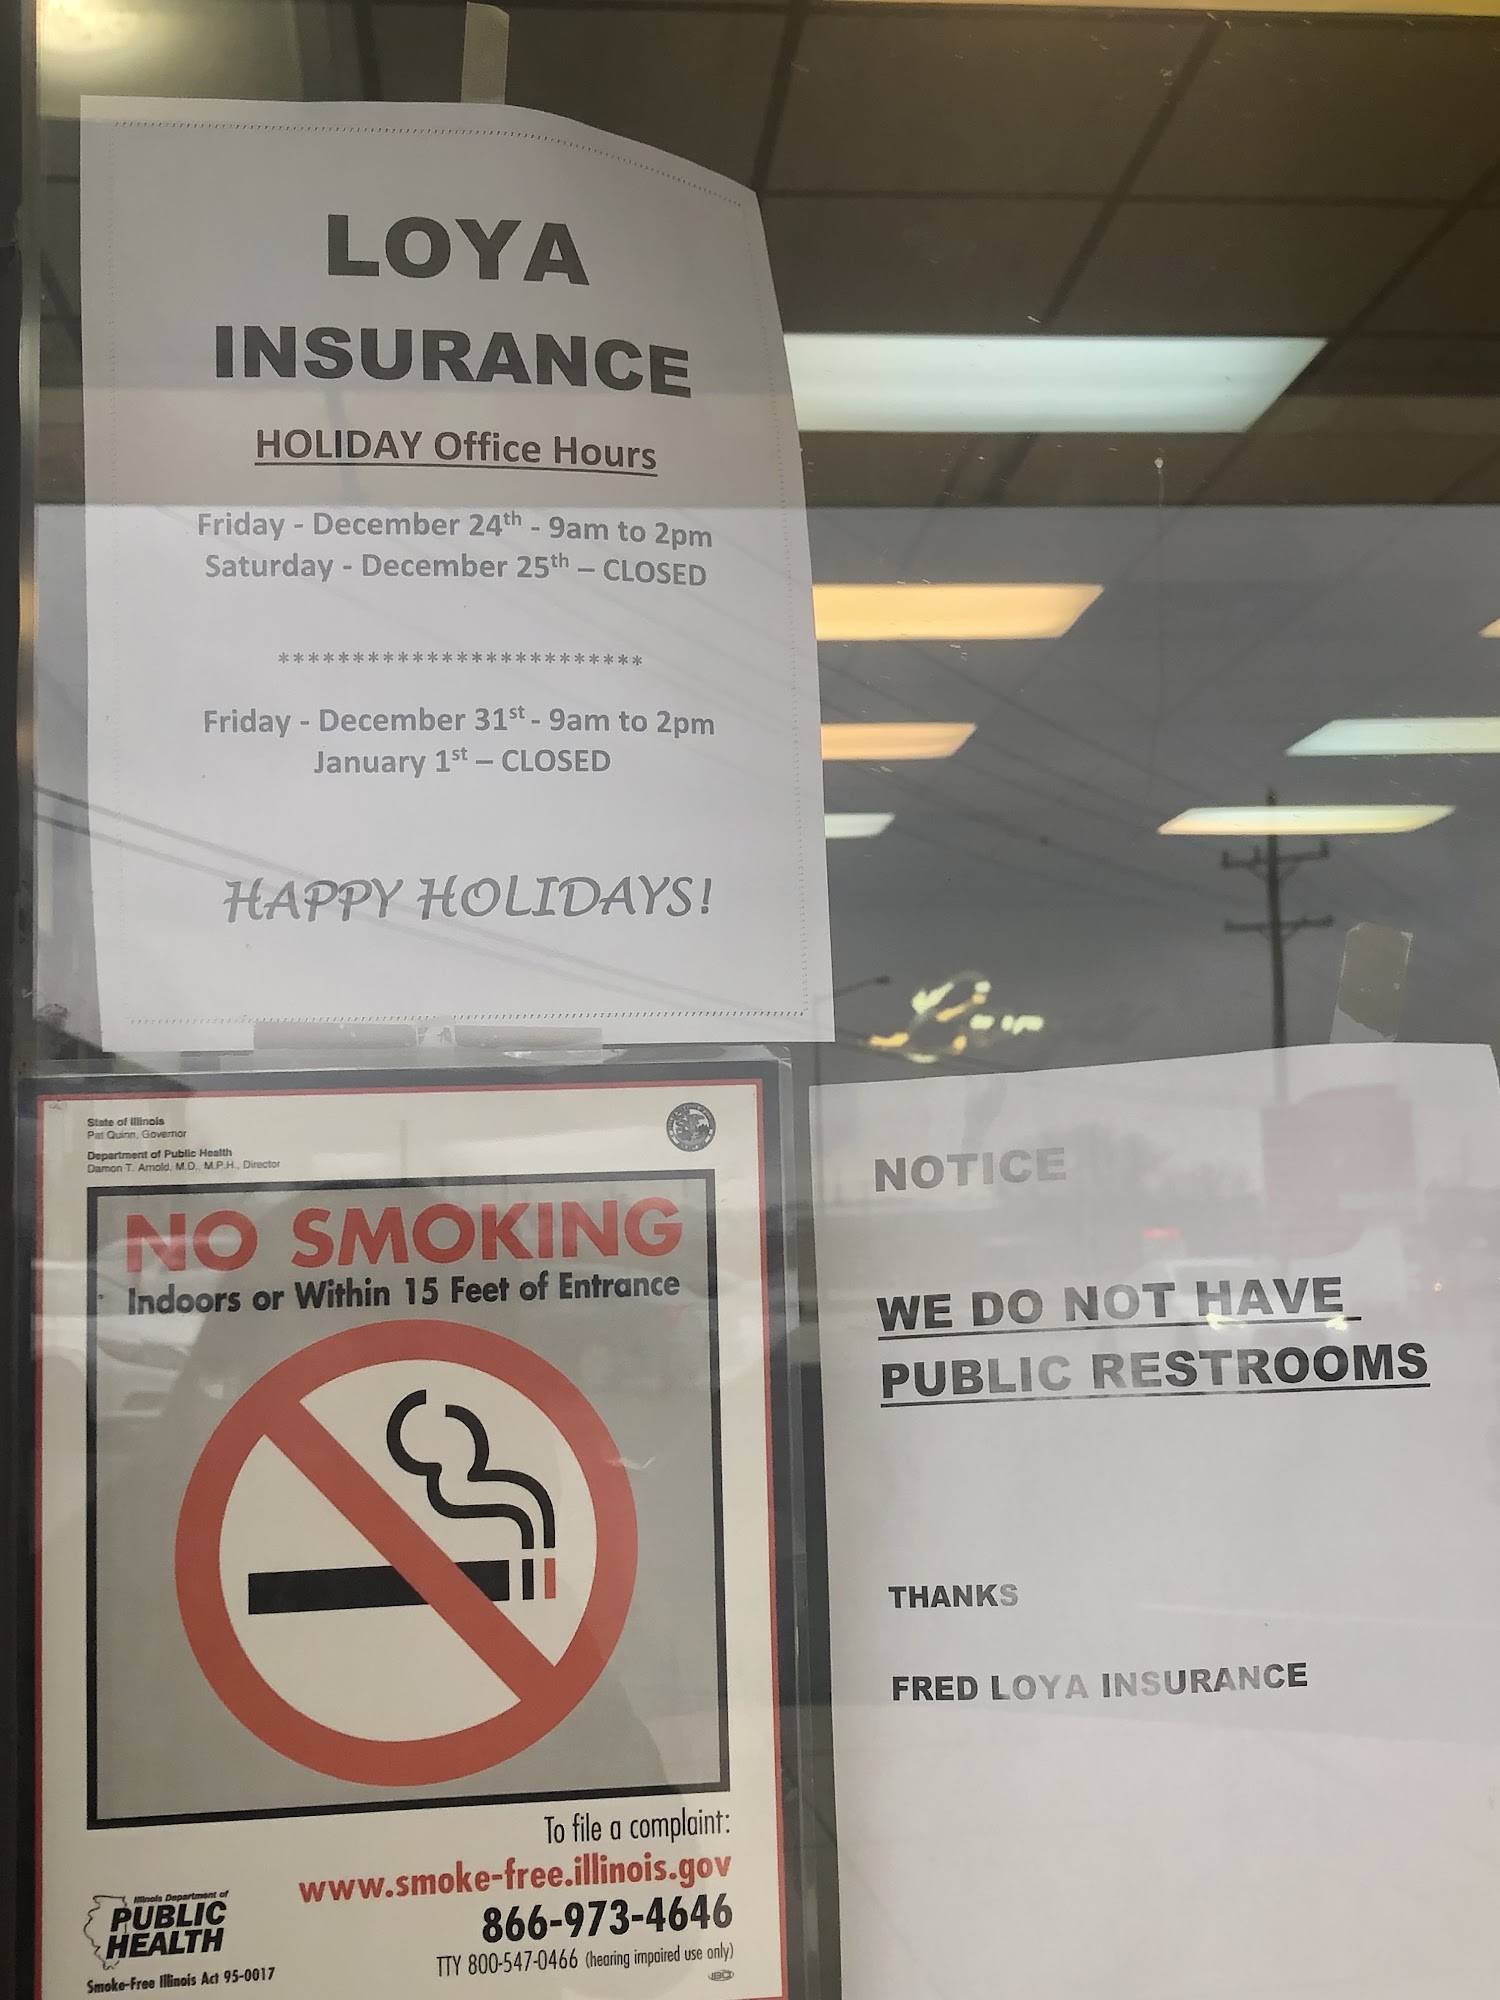 LOYA
INSURANCE
HOLIDAY Office Hours
Friday - December 24th - 9am to 2pm
Saturday - December 25th – CLOSED
*************************
Friday - December 31st - 9am to 2pm
January 1st – CLOSED
HAPPY HOLIDAYS!
State of Illinois
Pat Quinn, Governor
Department of Public Health
Damon T. Arnold, M.D., M.P.H., Director
NO SMOKING
Indoors or Within 15 Feet of Entrance
To file a complaint:
www.smoke-free.illinois.gov
866-973-4646
TTY 800-547-0466 (hearing impaired use only)
Illinois Department of
PUBLIC
HEALTH
Smoke-Free Illinois Act 95-0017
NOTICE
WE DO NOT HAVE
PUBLIC RESTROOMS
THANKS
FRED LOYA INSURANCE